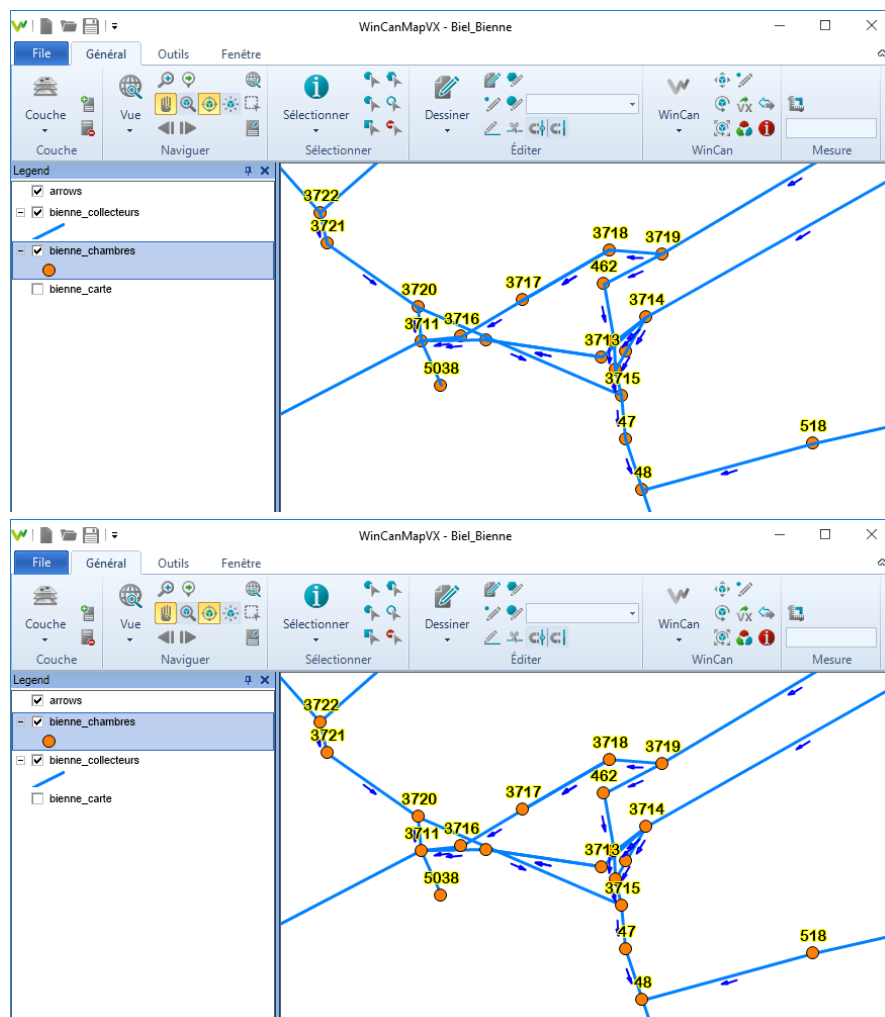 WinCanMapVX - Biel_Bienne
File Général Outils Fenêtre
Couche Vue Sélectionner Dessiner WinCan
Couche Naviguer Sélectionner Éditer WinCan Mesure
Legend
arrows
bienne_collecteurs
bienne_chambres
bienne_carte
3722
3721
3718
3719
462
3720
3717
3714
3711
3716
3713
5038
3715
47
518
48
WinCanMapVX - Biel_Bienne
File Général Outils Fenêtre
Couche Vue Sélectionner Dessiner WinCan
Couche Naviguer Sélectionner Éditer WinCan Mesure
Legend
arrows
bienne_chambres
bienne_collecteurs
bienne_carte
3722
3721
3718
3719
462
3720
3717
3714
3711
3716
3713
5038
3715
47
518
48